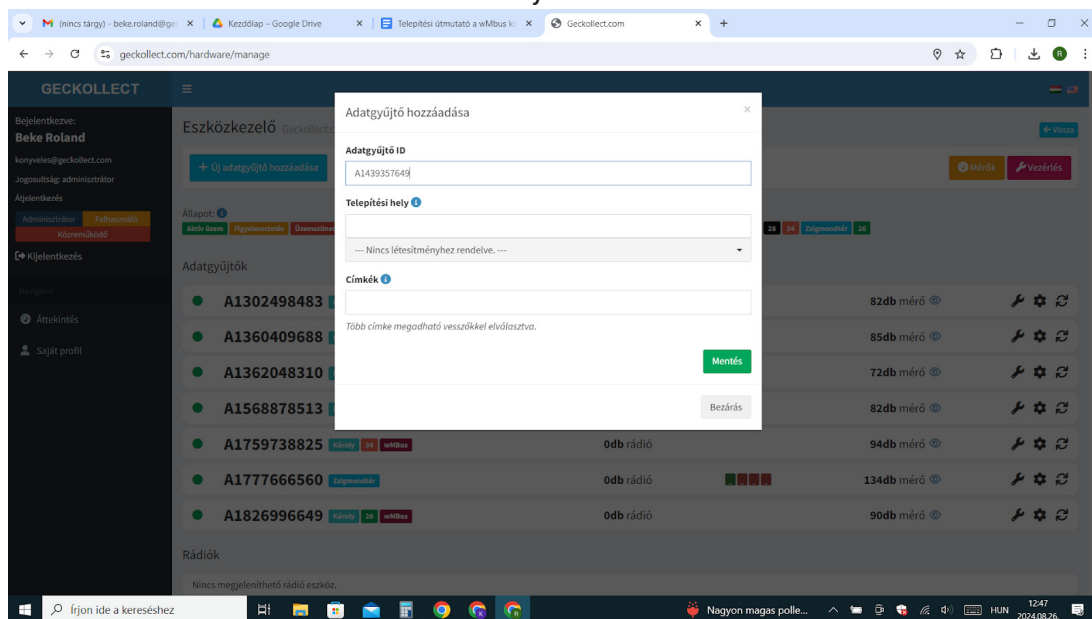 (nincs tárgy) - beke.roland@ge
Kezdőlap – Google Drive
Telepítési útmutató a wMbus k
Geckollect.com
geckollect.com/hardware/manage
R
GECKOLLECT
Bejelentkezve:
Beke Roland
konyveles@geckollect.com
Jogosultság: adminisztrátor
Átjelentkezés
Adminisztrátor Felhasználó
Közreműködő
Kijelentkezés
Navigáció
Áttekintés
Saját profil
Eszközkezelő Geckollect.c
← Vissza
+ Új adatgyűjtő hozzáadása
Mérők
Vezérlés
Állapot:
Aktív üzem Figyelmeztetés Üzemszünet
28 34 Zsigmondtér 26
Adatgyűjtők
A1302498483
82db mérő
A1360409688
85db mérő
A1362048310
72db mérő
A1568878513
82db mérő
A1759738825 Károly 34 wMBus 0db rádió 94db mérő
A1777666560 Zsigmondtér 0db rádió 134db mérő
A1826996649 Károly 26 wMBus 0db rádió 90db mérő
Rádiók
Nincs megjeleníthető rádió eszköz.
Adatgyűjtő hozzáadása ×
Adatgyűjtő ID
A1439357649
Telepítési hely
--- Nincs létesítményhez rendelve. ---
Címkék
Több címke megadható vesszőkkel elválasztva.
Mentés
Bezárás
Írjon ide a kereséshez
Nagyon magas polle...
HUN
12:47
2024.08.26.